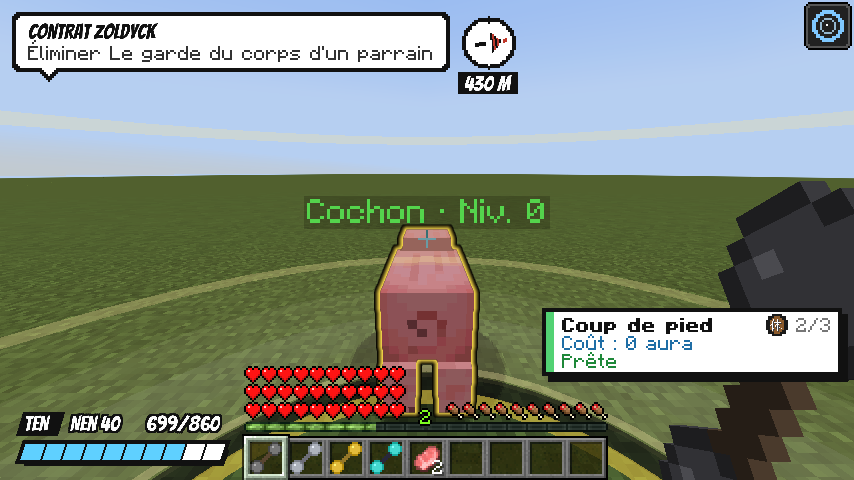 CONTRAT ZOLDYCK
Éliminer Le garde du corps d'un parrain
430 M
Cochon · Niv. 0
Coup de pied
2/3
Coût : 0 aura
Prête
TEN
NEN 40
699/860
2
2